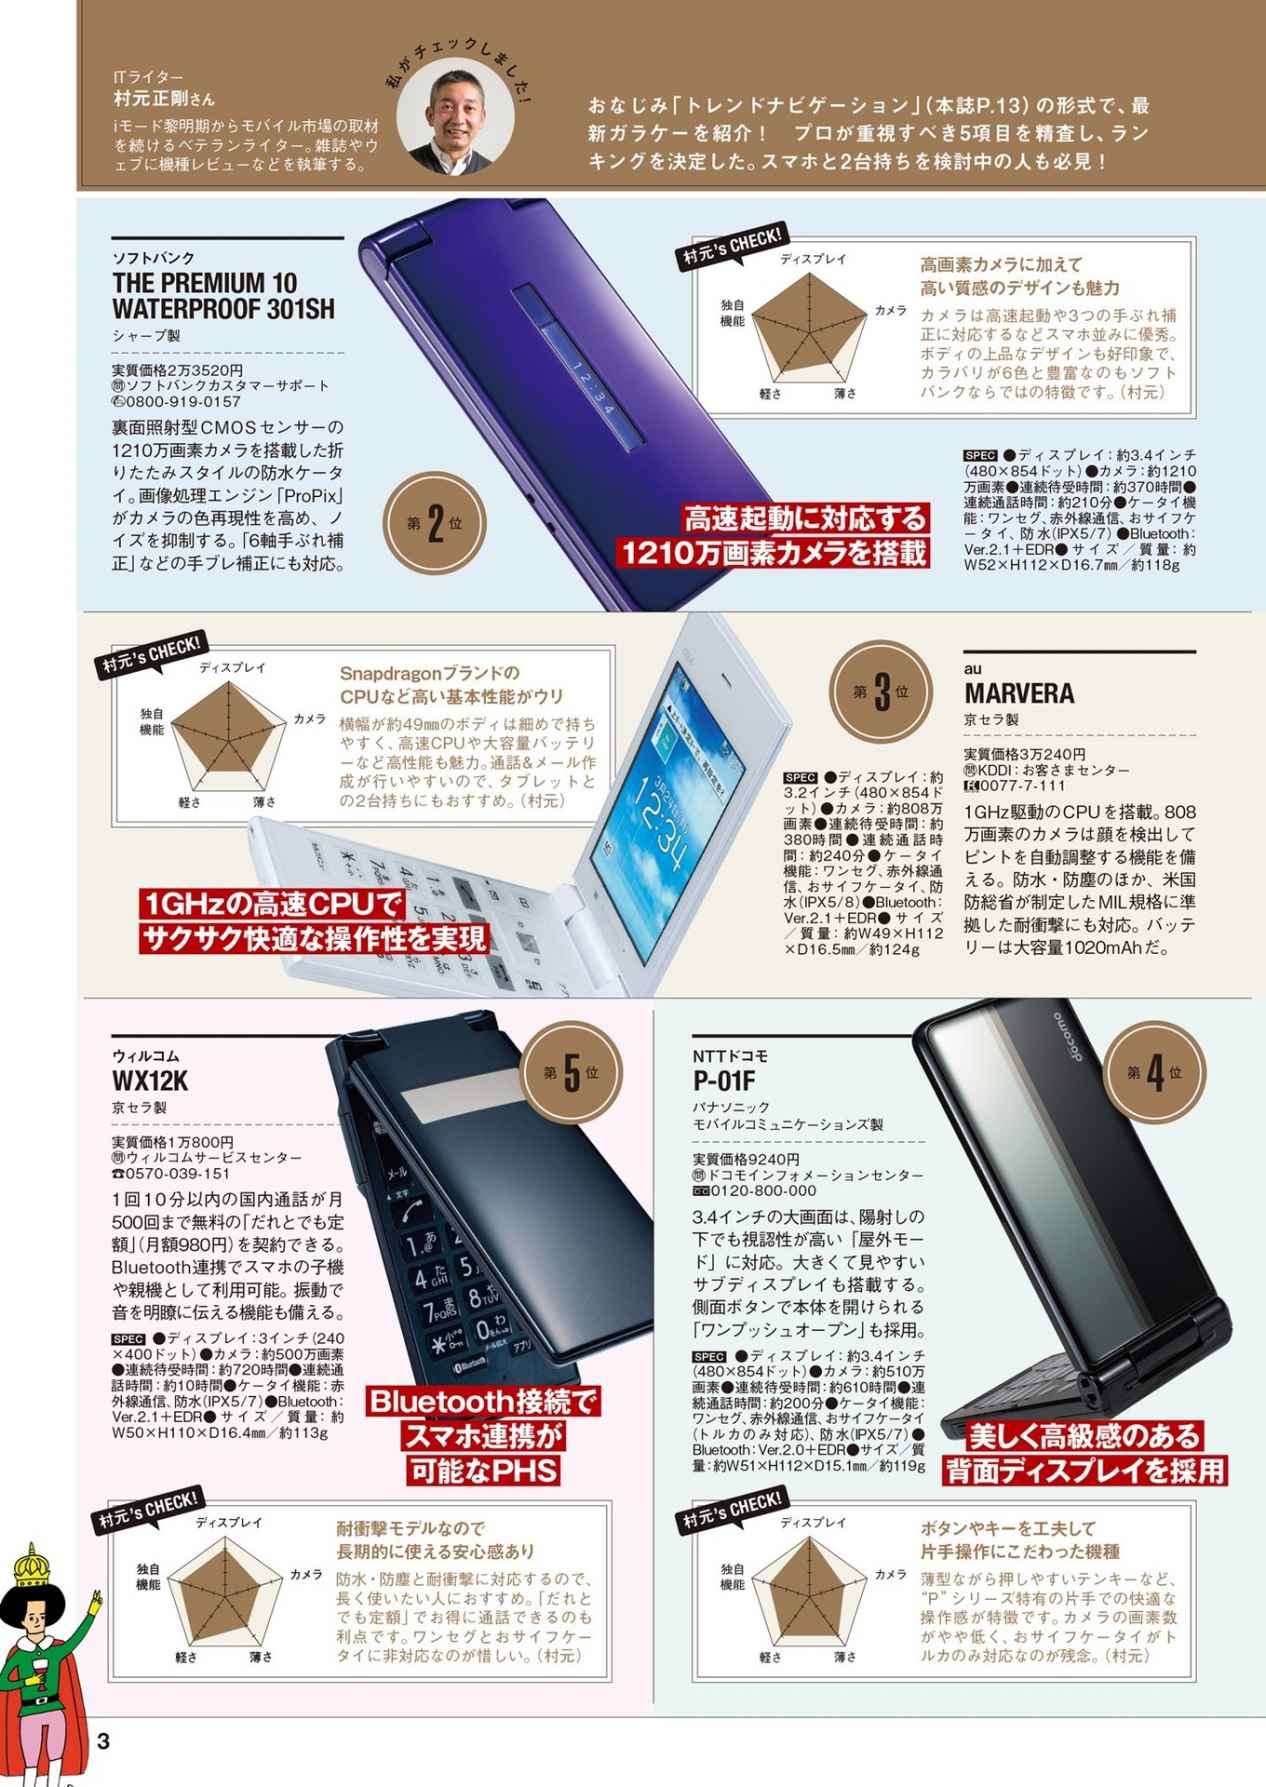 ITライター
村元正剛さん
iモード黎明期からモバイル市場の取材
を続けるベテランライター。雑誌やウ
ェブに機種レビューなどを執筆する。
私がチェックしました!
おなじみ「トレンドナビゲーション」（本誌P.13）の形式で、最
新ガラケーを紹介！　プロが重視すべき5項目を精査し、ラン
キングを決定した。スマホと2台持ちを検討中の人も必見！
ソフトバンク
THE PREMIUM 10
WATERPROOF 301SH
シャープ製
実質価格2万3520円
㉄ソフトバンクカスタマーサポート
0800-919-0157
裏面照射型CMOSセンサーの
1210万画素カメラを搭載した折
りたたみスタイルの防水ケータ
イ。画像処理エンジン「ProPix」
がカメラの色再現性を高め、ノ
イズを抑制する。「6軸手ぶれ補
正」などの手ブレ補正にも対応。
第2位
12:34
高速起動に対応する
1210万画素カメラを搭載
村元's CHECK!
ディスプレイ
カメラ
薄さ
軽さ
独自
機能
高画素カメラに加えて
高い質感のデザインも魅力
カメラは高速起動や3つの手ぶれ補
正に対応するなどスマホ並みに優秀。
ボディの上品なデザインも好印象で、
カラバリが6色と豊富なのもソフト
バンクならではの特徴です。（村元）
SPEC ●ディスプレイ：約3.4インチ
（480×854ドット）●カメラ：約1210
万画素●連続待受時間：約370時間●
連続通話時間：約210分●ケータイ機
能：ワンセグ、赤外線通信、おサイフケ
ータイ、防水（IPX5/7）●Bluetooth：
Ver.2.1＋EDR●サイズ／質量：約
W52×H112×D16.7㎜／約118g
村元's CHECK!
ディスプレイ
カメラ
薄さ
軽さ
独自
機能
Snapdragonブランドの
CPUなど高い基本性能がウリ
横幅が約49㎜のボディは細めで持ち
やすく、高速CPUや大容量バッテリ
ーなど高性能も魅力。通話＆メール作
成が行いやすいので、タブレットと
の2台持ちにもおすすめ。（村元）
12:34
1GHzの高速CPUで
サクサク快適な操作性を実現
第3位
SPEC ●ディスプレイ：約
3.2インチ（480×854ド
ット）●カメラ：約808万
画素●連続待受時間：約
380時間●連続通話時
間：約240分●ケータイ
機能：ワンセグ、赤外線通
信、おサイフケータイ、防
水（IPX5/8）●Bluetooth：
Ver.2.1＋EDR●サイズ
／質量：約W49×H112
×D16.5㎜／約124g
au
MARVERA
京セラ製
実質価格3万240円
㉄KDDI：お客さまセンター
0077-7-111
1GHz駆動のCPUを搭載。808
万画素のカメラは顔を検出して
ピントを自動調整する機能を備
える。防水・防塵のほか、米国
防総省が制定したMIL規格に準
拠した耐衝撃にも対応。バッテ
リーは大容量1020mAhだ。
ウィルコム
WX12K
京セラ製
実質価格1万800円
㉄ウィルコムサービスセンター
☎0570-039-151
1回10分以内の国内通話が月
500回まで無料の「だれとでも定
額」（月額980円）を契約できる。
Bluetooth連携でスマホの子機
や親機として利用可能。振動で
音を明瞭に伝える機能も備える。
SPEC ●ディスプレイ：3インチ（240
×400ドット）●カメラ：約500万画素
●連続待受時間：約720時間●連続通
話時間：約10時間●ケータイ機能：赤
外線通信、防水（IPX5/7）●Bluetooth：
Ver.2.1＋EDR●サイズ／質量：約
W50×H110×D16.4㎜／約113g
第5位
Bluetooth接続で
スマホ連携が
可能なPHS
村元's CHECK!
ディスプレイ
カメラ
薄さ
軽さ
独自
機能
耐衝撃モデルなので
長期的に使える安心感あり
防水・防塵と耐衝撃に対応するので、
長く使いたい人におすすめ。「だれと
でも定額」でお得に通話できるのも
利点です。ワンセグとおサイフケー
タイに非対応なのが惜しい。（村元）
NTTドコモ
P-01F
パナソニック
モバイルコミュニケーションズ製
実質価格9240円
㉄ドコモインフォメーションセンター
0120-800-000
3.4インチの大画面は、陽射しの
下でも視認性が高い「屋外モー
ド」に対応。大きくて見やすい
サブディスプレイも搭載する。
側面ボタンで本体を開けられる
「ワンプッシュオープン」も採用。
SPEC ●ディスプレイ：約3.4インチ
（480×854ドット）●カメラ：約510万
画素●連続待受時間：約610時間●連
続通話時間：約200分●ケータイ機能：
ワンセグ、赤外線通信、おサイフケータイ
（トルカのみ対応）、防水（IPX5/7）●
Bluetooth：Ver.2.0＋EDR●サイズ／質
量：約W51×H112×D15.1㎜／約119g
docomo
第4位
美しく高級感のある
背面ディスプレイを採用
村元's CHECK!
ディスプレイ
カメラ
薄さ
軽さ
独自
機能
ボタンやキーを工夫して
片手操作にこだわった機種
薄型ながら押しやすいテンキーなど、
“P”シリーズ特有の片手での快適な
操作感が特徴です。カメラの画素数
がやや低く、おサイフケータイがト
ルカのみ対応なのが残念。（村元）
3